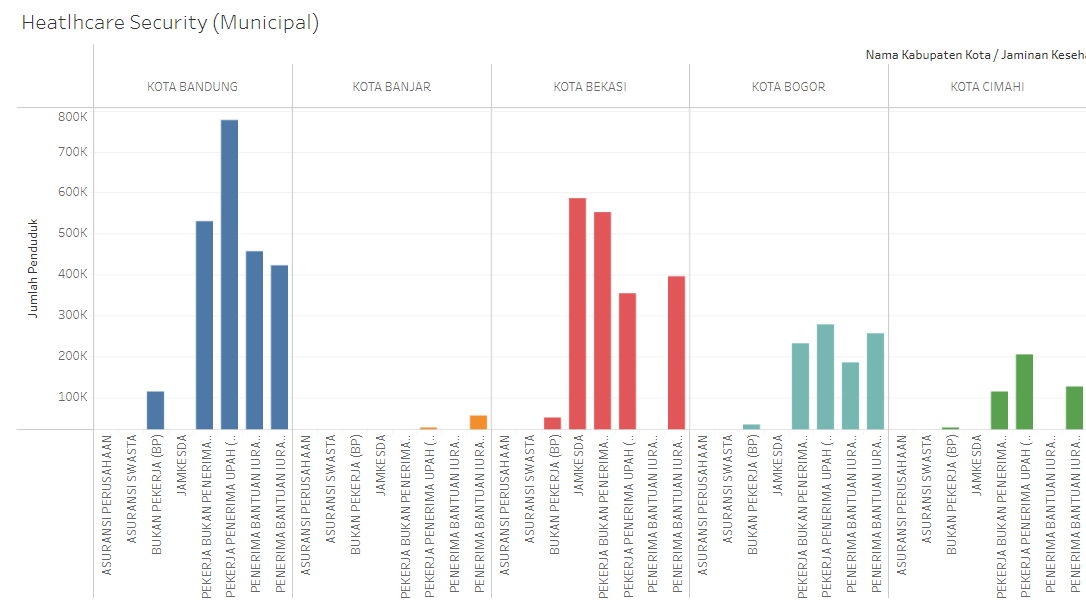 Heatlhcare Security (Municipal)
Nama Kabupaten Kota / Jaminan Keseha
KOTA BANDUNG
KOTA BANJAR
KOTA BEKASI
KOTA BOGOR
KOTA CIMAHI
Jumlah Penduduk
800K
700K
600K
500K
400K
300K
200K
100K
ASURANSI PERUSAHAAN
ASURANSI SWASTA
BUKAN PEKERJA (BP)
JAMKESDA
PEKERJA BUKAN PENERIMA..
PEKERJA PENERIMA UPAH (..
PENERIMA BANTUAN IURA..
PENERIMA BANTUAN IURA..
ASURANSI PERUSAHAAN
ASURANSI SWASTA
BUKAN PEKERJA (BP)
JAMKESDA
PEKERJA BUKAN PENERIMA..
PEKERJA PENERIMA UPAH (..
PENERIMA BANTUAN IURA..
PENERIMA BANTUAN IURA..
ASURANSI PERUSAHAAN
ASURANSI SWASTA
BUKAN PEKERJA (BP)
JAMKESDA
PEKERJA BUKAN PENERIMA..
PEKERJA PENERIMA UPAH (..
PENERIMA BANTUAN IURA..
PENERIMA BANTUAN IURA..
ASURANSI PERUSAHAAN
ASURANSI SWASTA
BUKAN PEKERJA (BP)
JAMKESDA
PEKERJA BUKAN PENERIMA..
PEKERJA PENERIMA UPAH (..
PENERIMA BANTUAN IURA..
PENERIMA BANTUAN IURA..
ASURANSI PERUSAHAAN
ASURANSI SWASTA
BUKAN PEKERJA (BP)
JAMKESDA
PEKERJA BUKAN PENERIMA..
PEKERJA PENERIMA UPAH (..
PENERIMA BANTUAN IURA..
PENERIMA BANTUAN IURA..